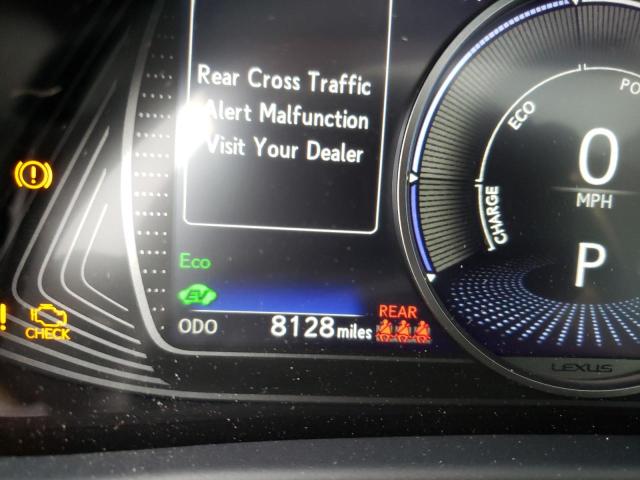 Rear Cross Traffic
Alert Malfunction
Visit Your Dealer
ECO
CHARGE
0
MPH
P
Eco
EV
ODO 8128 miles
REAR
CHECK
LEXUS